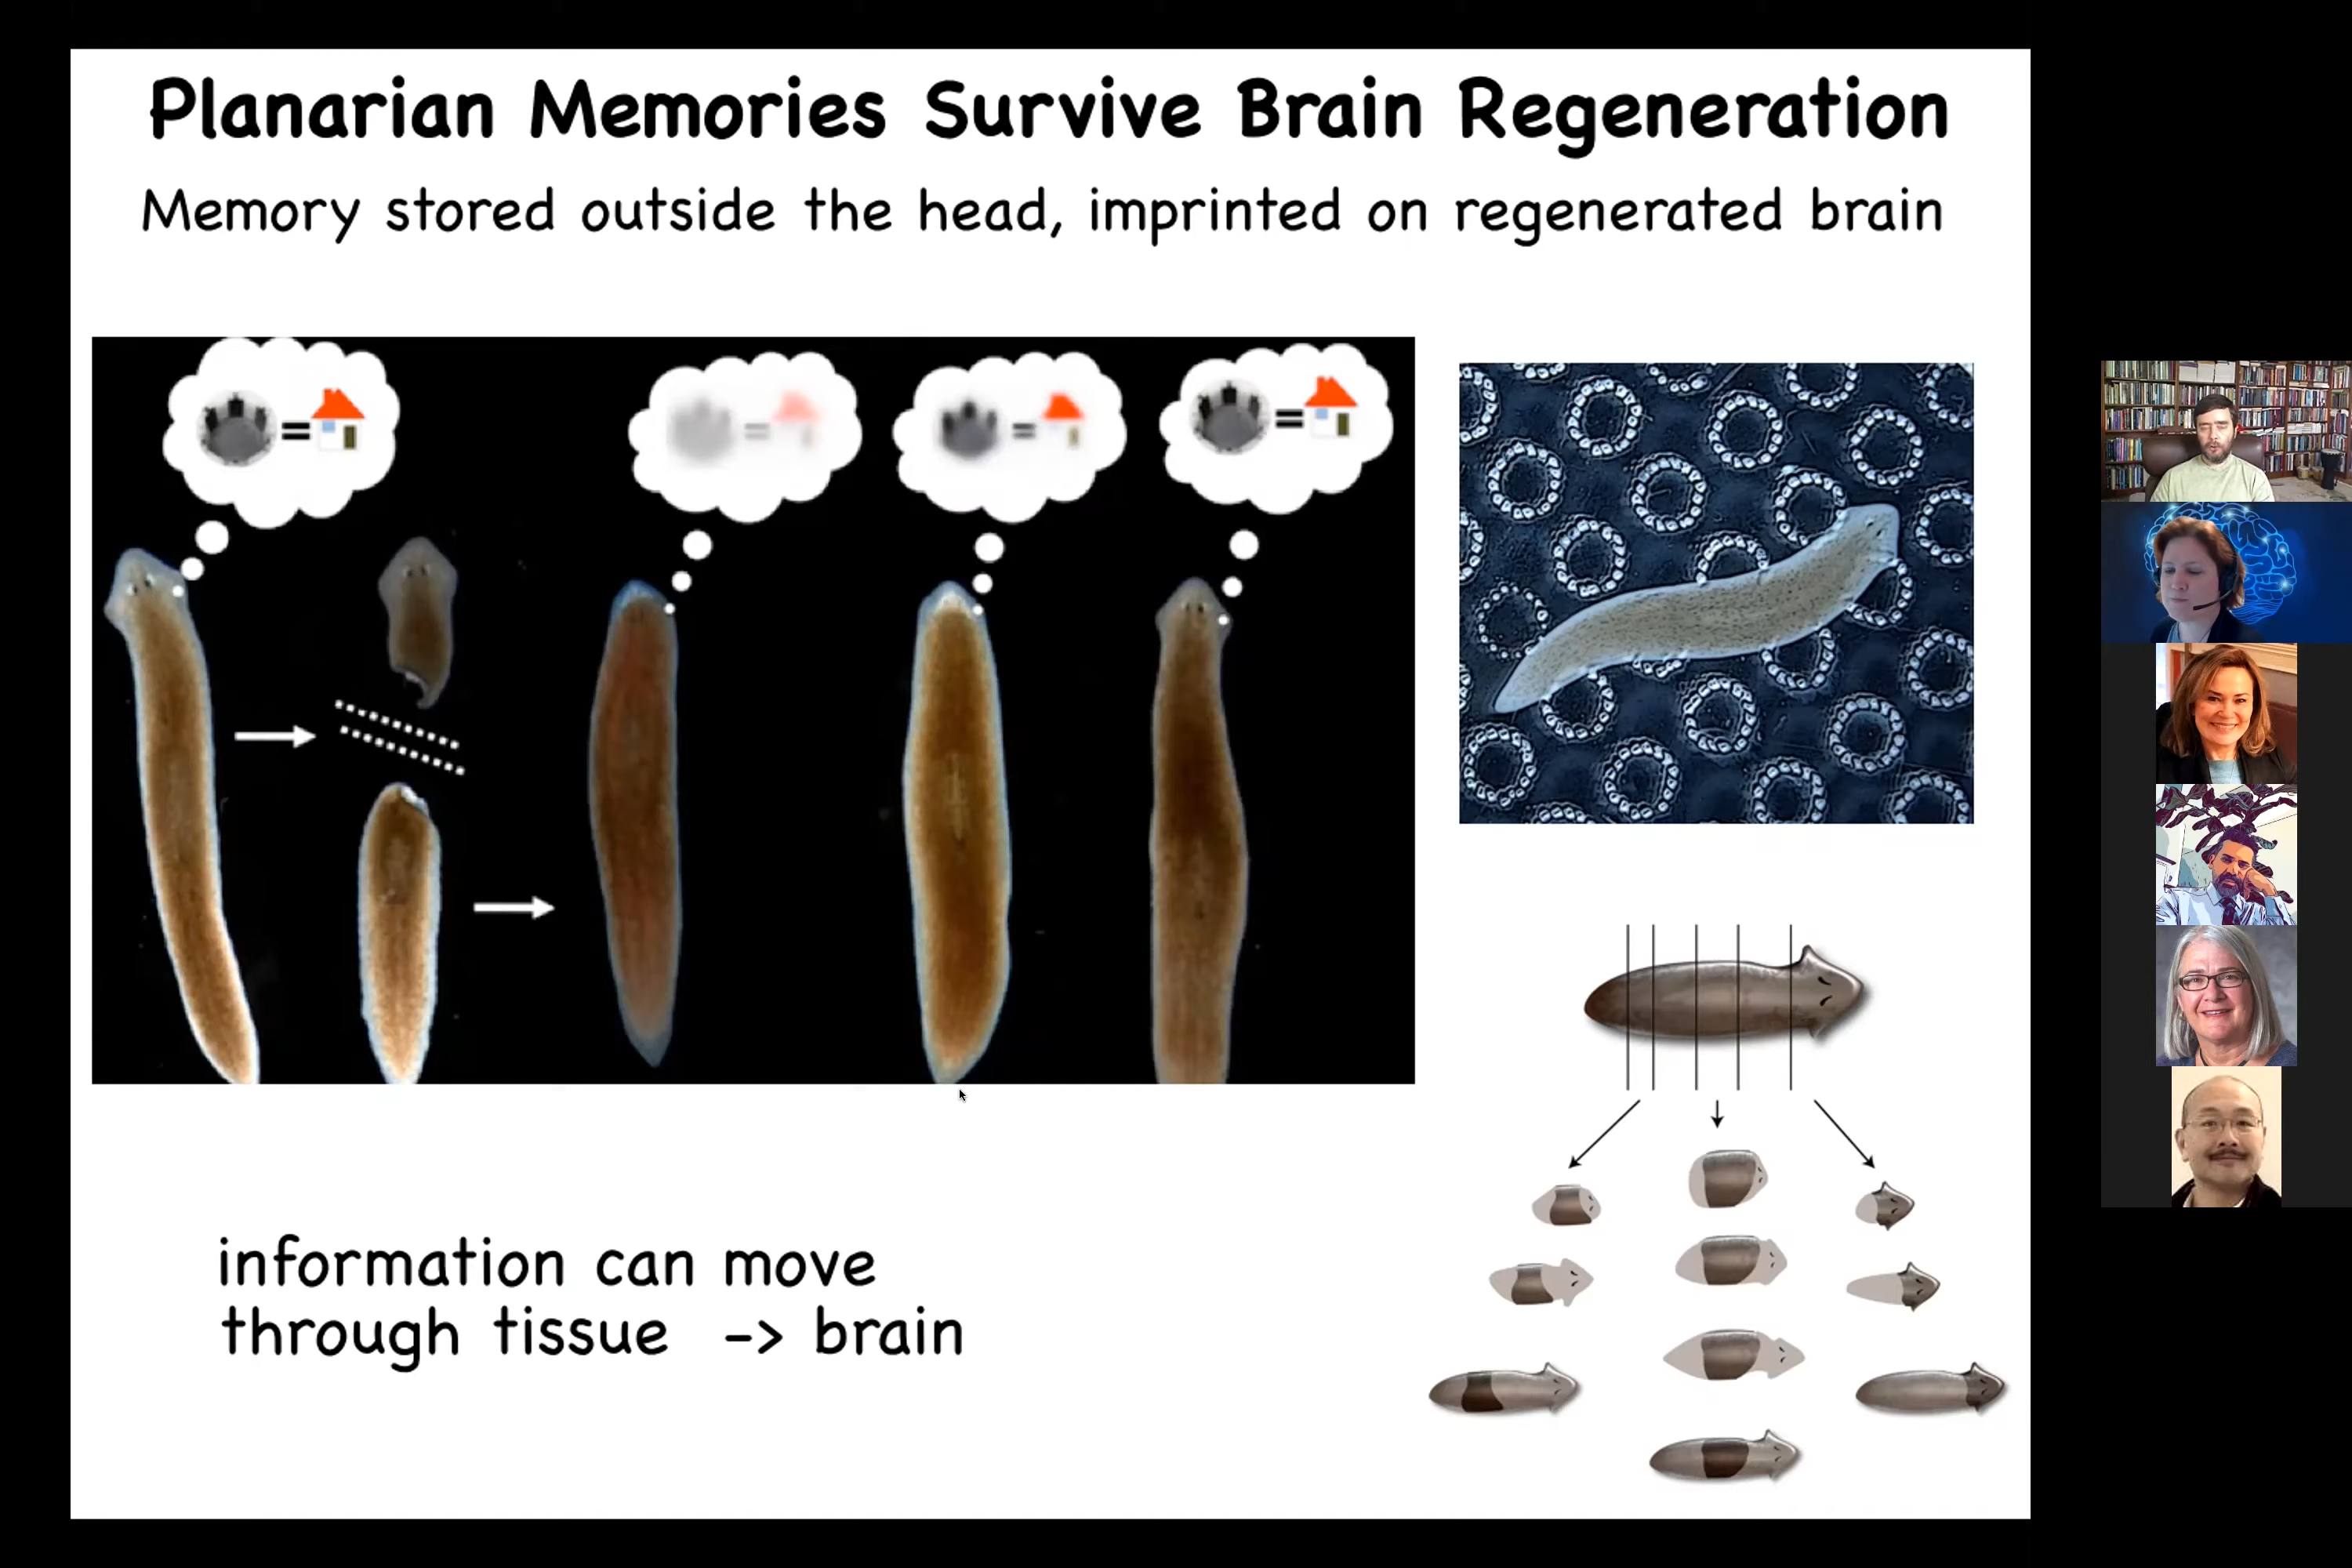 Planarian Memories Survive Brain Regeneration
Memory stored outside the head, imprinted on regenerated brain
=
=
=
=
information can move
through tissue -> brain